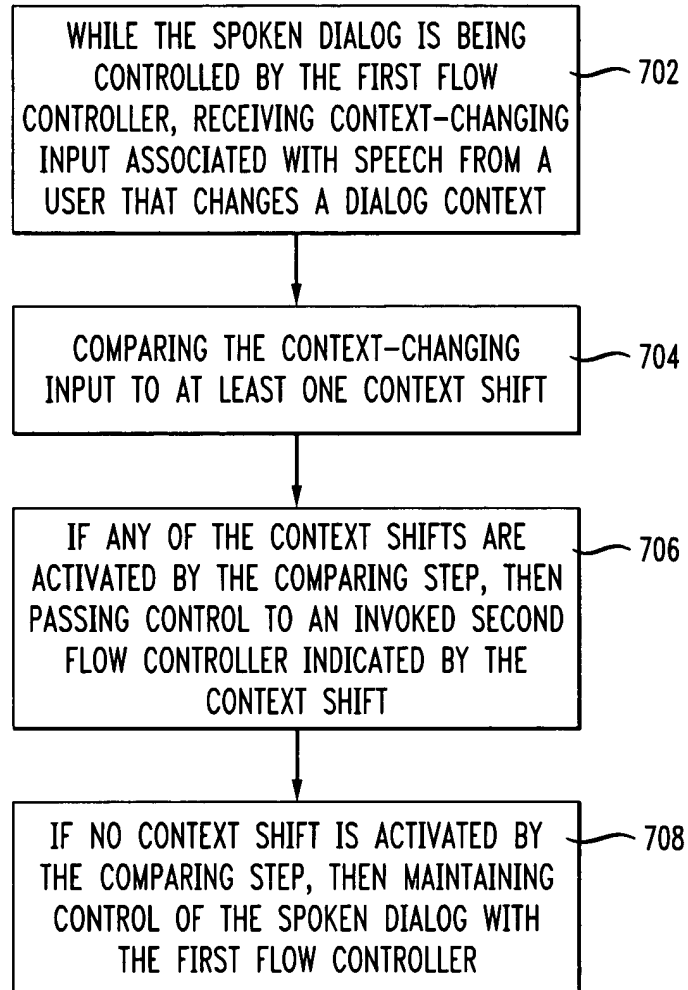 WHILE THE SPOKEN DIALOG IS BEING
CONTROLLED BY THE FIRST FLOW
CONTROLLER, RECEIVING CONTEXT-CHANGING
INPUT ASSOCIATED WITH SPEECH FROM A
USER THAT CHANGES A DIALOG CONTEXT
702
COMPARING THE CONTEXT-CHANGING
INPUT TO AT LEAST ONE CONTEXT SHIFT
704
IF ANY OF THE CONTEXT SHIFTS ARE
ACTIVATED BY THE COMPARING STEP, THEN
PASSING CONTROL TO AN INVOKED SECOND
FLOW CONTROLLER INDICATED BY THE
CONTEXT SHIFT
706
IF NO CONTEXT SHIFT IS ACTIVATED BY
THE COMPARING STEP, THEN MAINTAINING
CONTROL OF THE SPOKEN DIALOG WITH
THE FIRST FLOW CONTROLLER
708